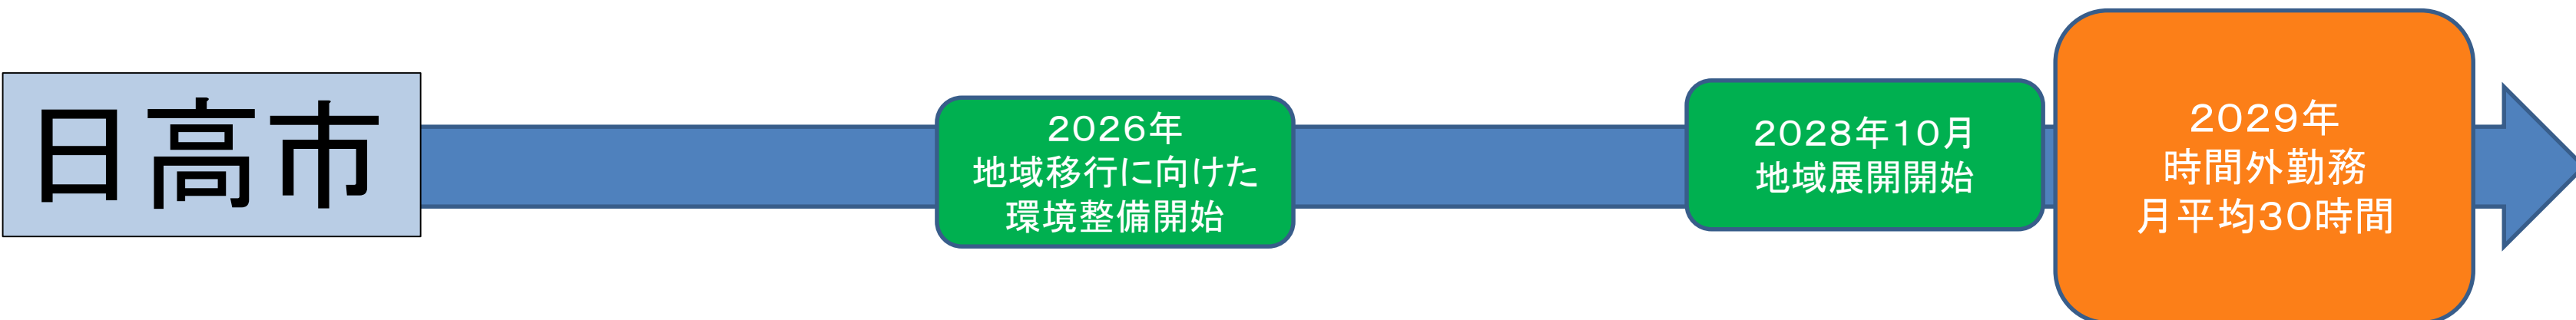 日高市
2026年
地域移行に向けた
環境整備開始
2028年10月
地域展開開始
2029年
時間外勤務
月平均30時間